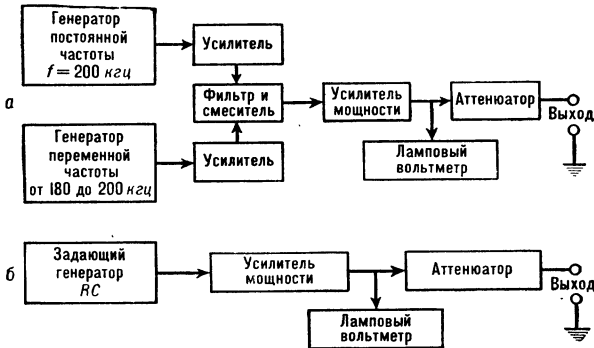 Генератор
постоянной
частоты
f = 200 кгц
Усилитель
а
Фильтр и
смеситель
Усилитель
мощности
Аттенюатор
Выход
Генератор
переменной
частоты
от 180 до 200 кгц
Усилитель
Ламповый
вольтметр
б
Задающий
генератор
RC
Усилитель
мощности
Аттенюатор
Выход
Ламповый
вольтметр